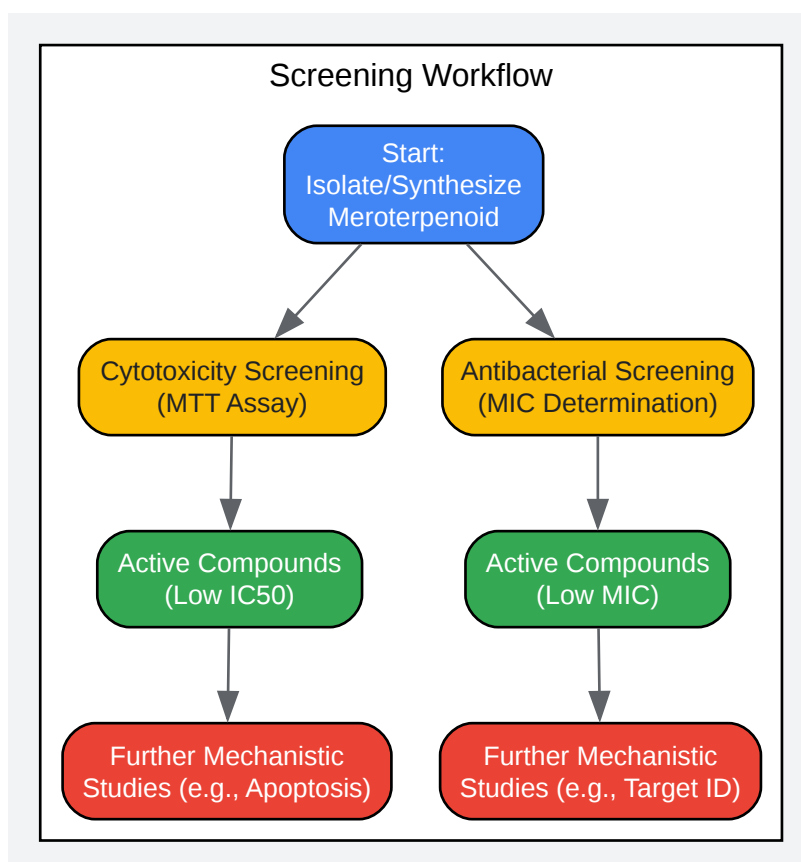 Screening Workflow
Start:
Isolate/Synthesize
Meroterpenoid
Cytotoxicity Screening
(MTT Assay)
Antibacterial Screening
(MIC Determination)
Active Compounds
(Low IC50)
Active Compounds
(Low MIC)
Further Mechanistic
Studies (e.g., Apoptosis)
Further Mechanistic
Studies (e.g., Target ID)